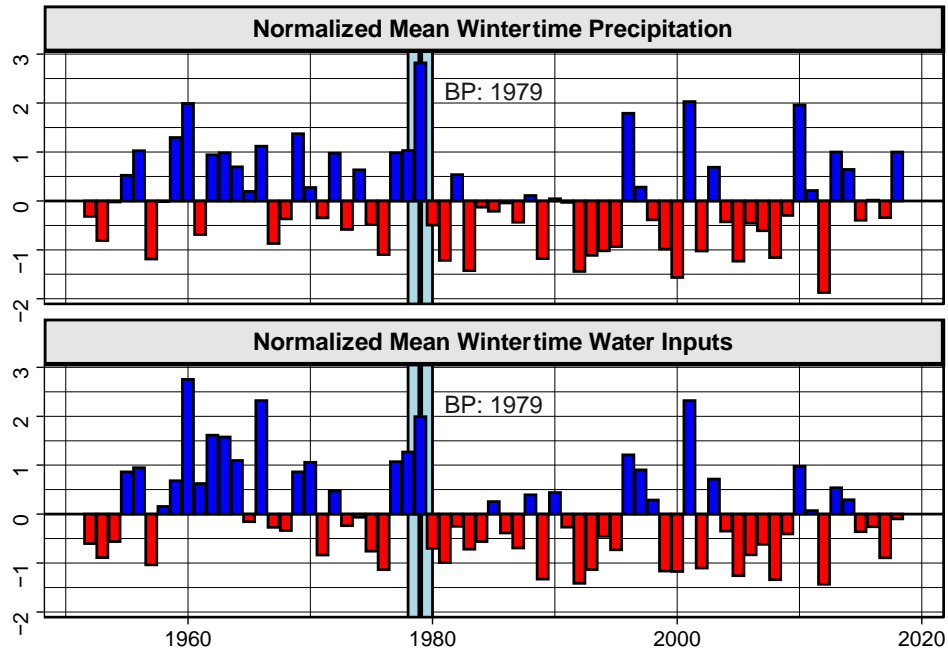 Normalized Mean Wintertime Precipitation
3
BP: 1979
2
1
0
−1
−2
Normalized Mean Wintertime Water Inputs
3
BP: 1979
2
1
0
−1
−2
1960 1980 2000 2020